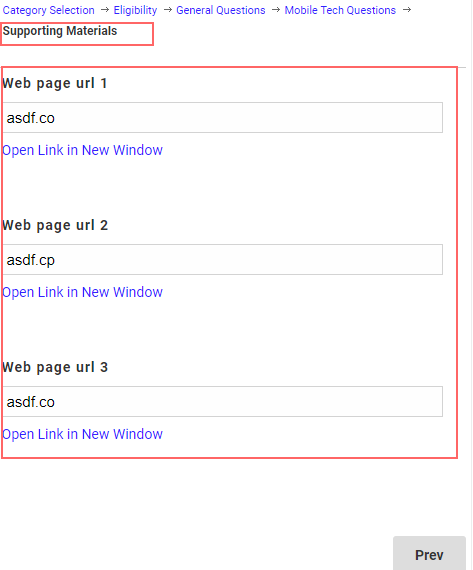 Category Selection → Eligibility → General Questions → Mobile Tech Questions →
Supporting Materials
Web page url 1
asdf.co
Open Link in New Window
Web page url 2
asdf.cp
Open Link in New Window
Web page url 3
asdf.co
Open Link in New Window
Prev